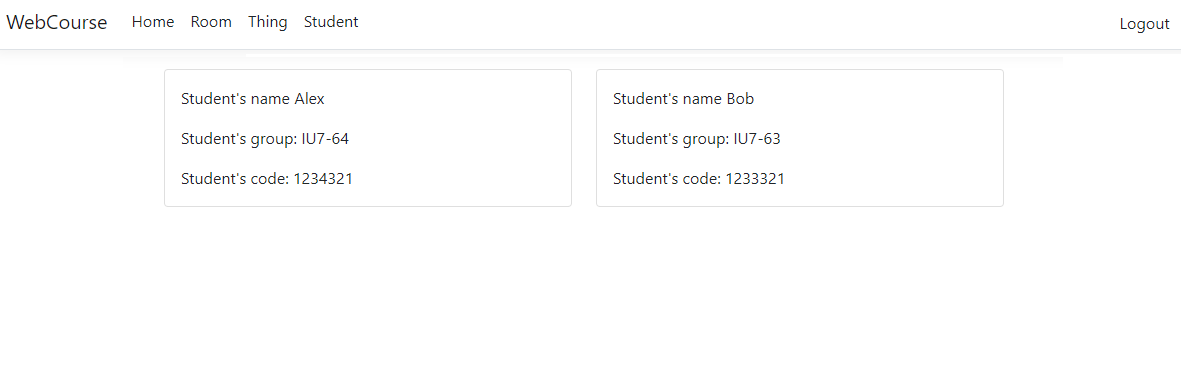 WebCourse Home Room Thing Student Logout
Student's name Alex
Student's group: IU7-64
Student's code: 1234321
Student's name Bob
Student's group: IU7-63
Student's code: 1233321